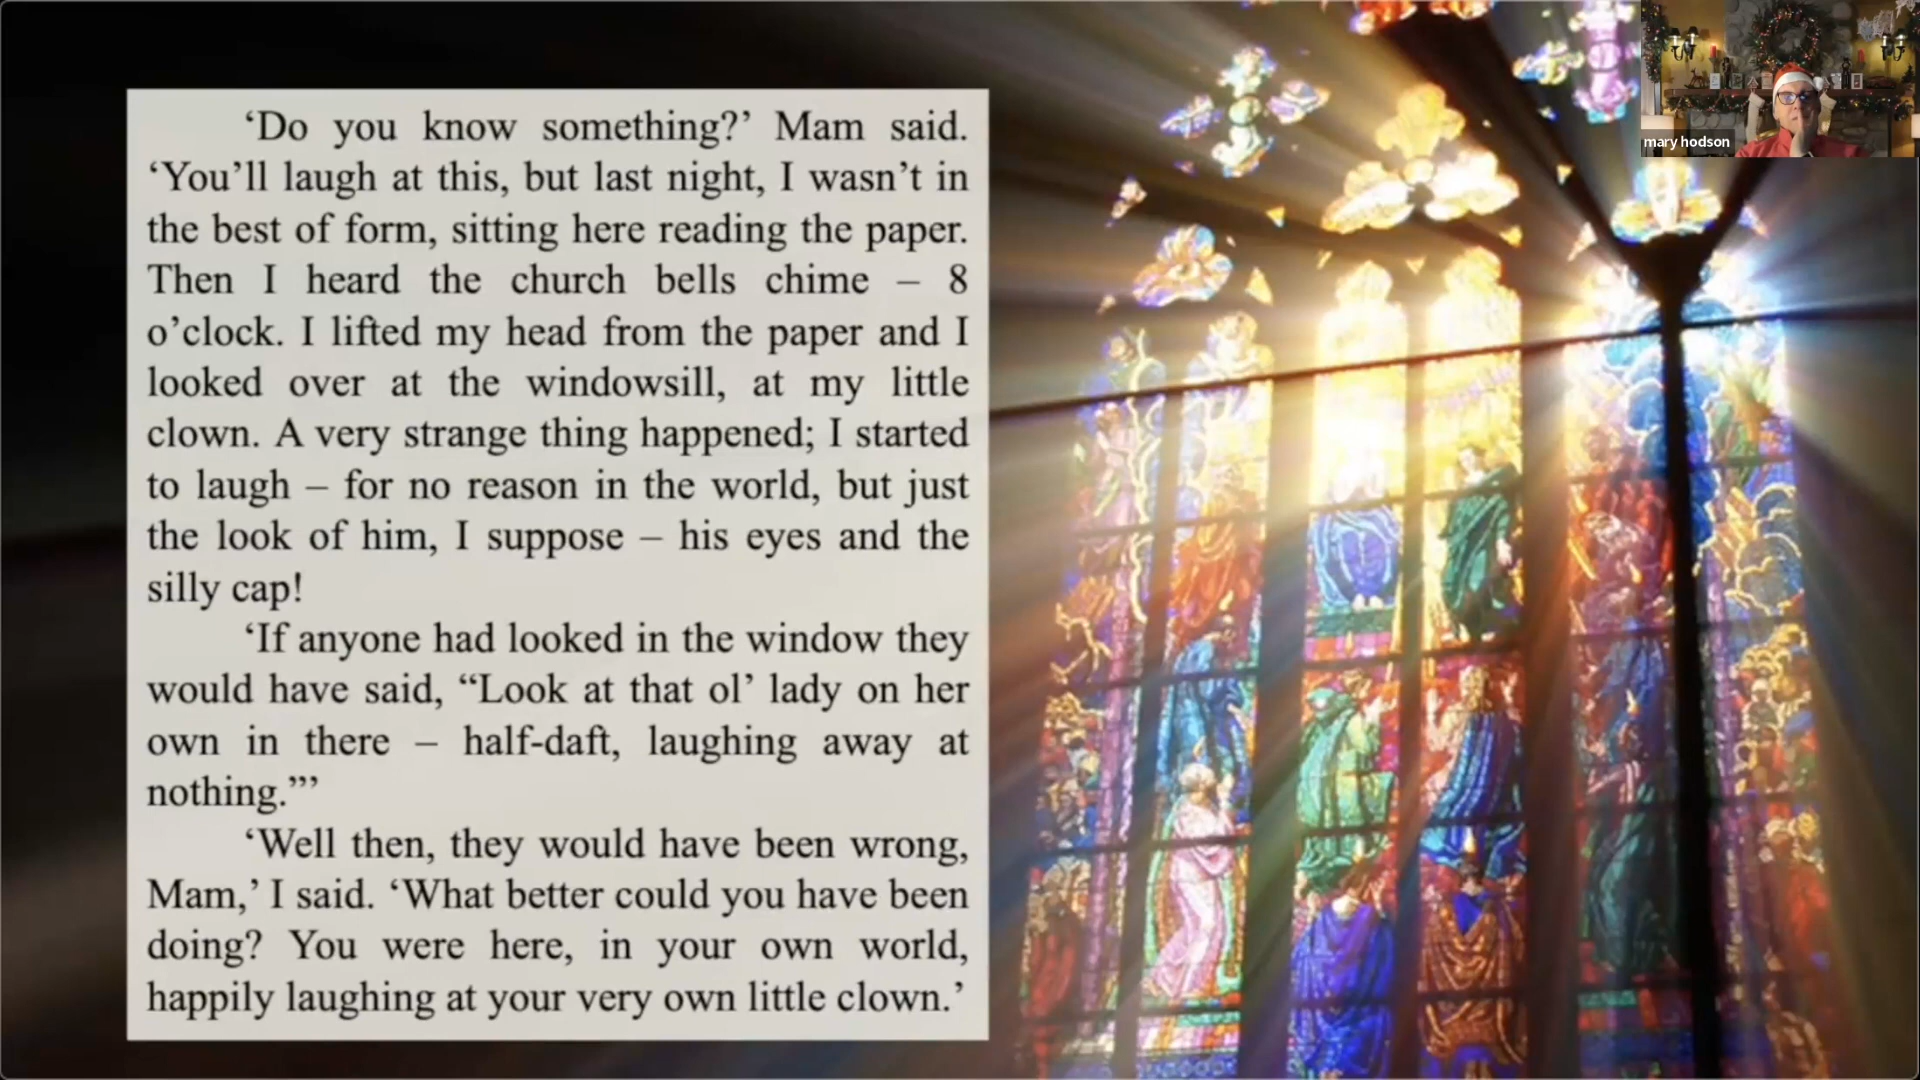 ‘Do you know something?’ Mam said.
‘You’ll laugh at this, but last night, I wasn’t in
the best of form, sitting here reading the paper.
Then I heard the church bells chime – 8
o’clock. I lifted my head from the paper and I
looked over at the windowsill, at my little
clown. A very strange thing happened; I started
to laugh – for no reason in the world, but just
the look of him, I suppose – his eyes and the
silly cap!
‘If anyone had looked in the window they
would have said, “Look at that ol’ lady on her
own in there – half-daft, laughing away at
nothing.”’
‘Well then, they would have been wrong,
Mam,’ I said. ‘What better could you have been
doing? You were here, in your own world,
happily laughing at your very own little clown.’
mary hodson